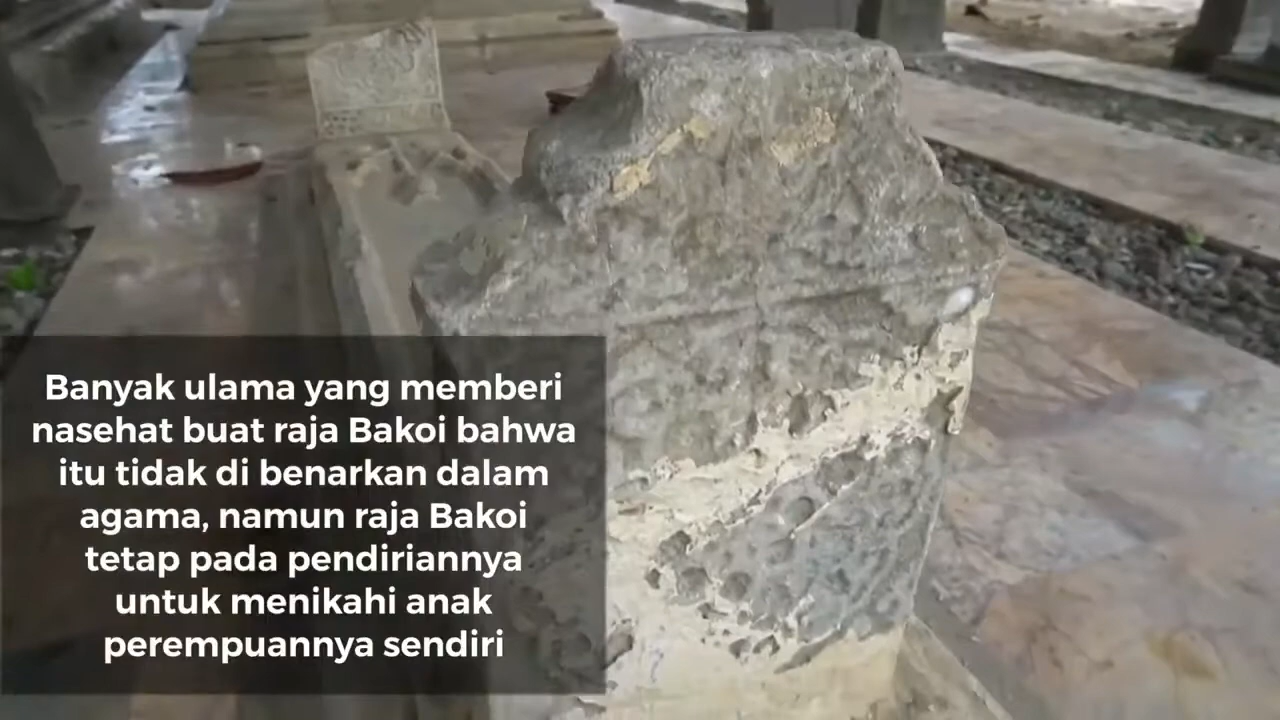 Banyak ulama yang memberi
nasehat buat raja Bakoi bahwa
itu tidak di benarkan dalam
agama, namun raja Bakoi
tetap pada pendiriannya
untuk menikahi anak
perempuannya sendiri